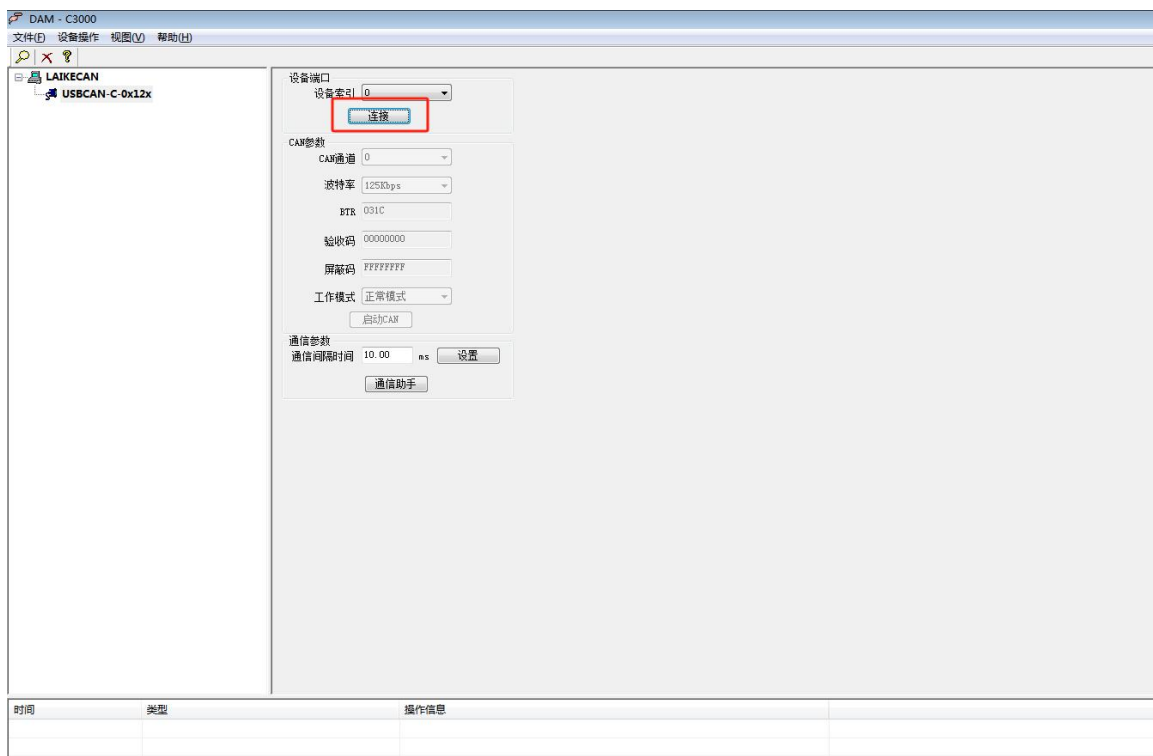 DAM - C3000
文件(F) 设备操作 视图(V) 帮助(H)
LAIKECAN
USBCAN-C-0x12x
设备端口
设备索引 0
连接
CAN参数
CAN通道 0
波特率 125Kbps
BTR 031C
验收码 00000000
屏蔽码 FFFFFFFF
工作模式 正常模式
启动CAN
通信参数
通信间隔时间 10.00 ms 设置
通信助手
时间 类型 操作信息